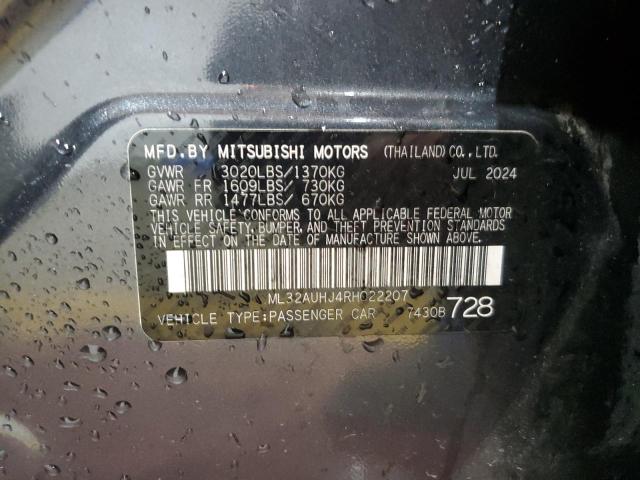 MFD.BY MITSUBISHI MOTORS (THAILAND)CO.,LTD.
GVWR 3020LBS/1370KG JUL 2024
GAWR FR 1609LBS/ 730KG
GAWR RR 1477LBS/ 670KG
THIS VEHICLE CONFORMS TO ALL APPLICABLE FEDERAL MOTOR
VEHICLE SAFETY,BUMPER,AND THEFT PREVENTION STANDARDS
IN EFFECT ON THE DATE OF MANUFACTURE SHOWN ABOVE.
ML32AUHJ4RH022207
VEHICLE TYPE:PASSENGER CAR 7430B 728